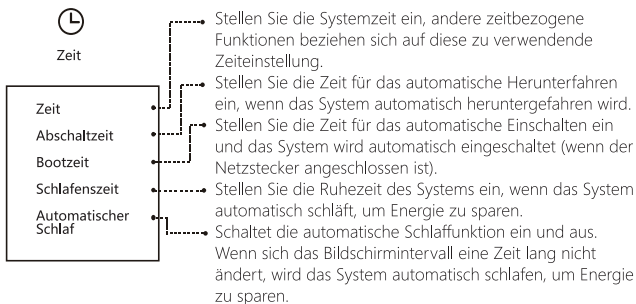 Zeit
Zeit
Abschaltzeit
Bootzeit
Schlafenszeit
Automatischer
Schlaf
Stellen Sie die Systemzeit ein, andere zeitbezogene
Funktionen beziehen sich auf diese zu verwendende
Zeiteinstellung.
Stellen Sie die Zeit für das automatische Herunterfahren
ein, wenn das System automatisch heruntergefahren wird.
Stellen Sie die Zeit für das automatische Einschalten ein
und das System wird automatisch eingeschaltet (wenn der
Netzstecker angeschlossen ist).
Stellen Sie die Ruhezeit des Systems ein, wenn das System
automatisch schläft, um Energie zu sparen.
Schaltet die automatische Schlaffunktion ein und aus.
Wenn sich das Bildschirmintervall eine Zeit lang nicht
ändert, wird das System automatisch schlafen, um Energie
zu sparen.